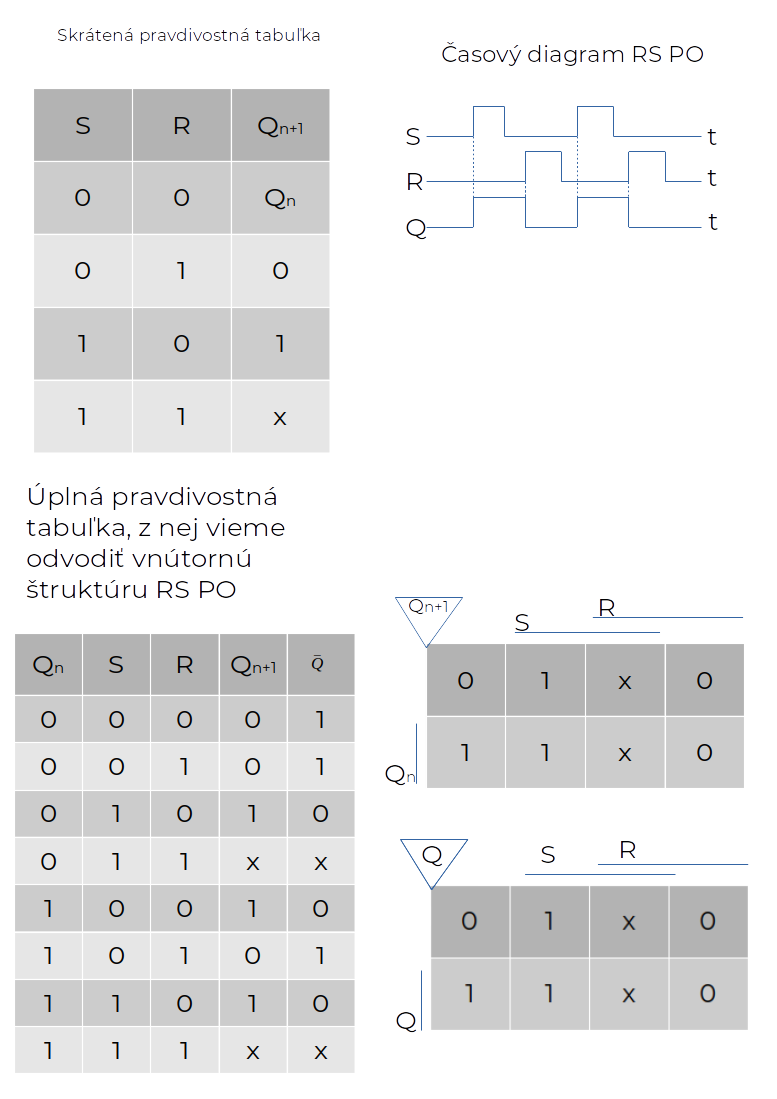 Skrátená pravdivostná tabuľka
S R Qn+1
0 0 Qn
0 1 0
1 0 1
1 1 x
Časový diagram RS PO
S t
R t
Q t
Úplná pravdivostná
tabuľka, z nej vieme
odvodiť vnútornú
štruktúru RS PO
Qn S R Qn+1 Q̄
0 0 0 0 1
0 0 1 0 1
0 1 0 1 0
0 1 1 x x
1 0 0 1 0
1 0 1 0 1
1 1 0 1 0
1 1 1 x x
Qn+1 S R
0 1 x 0
Qn 1 1 x 0
Q S R
0 1 x 0
Q 1 1 x 0